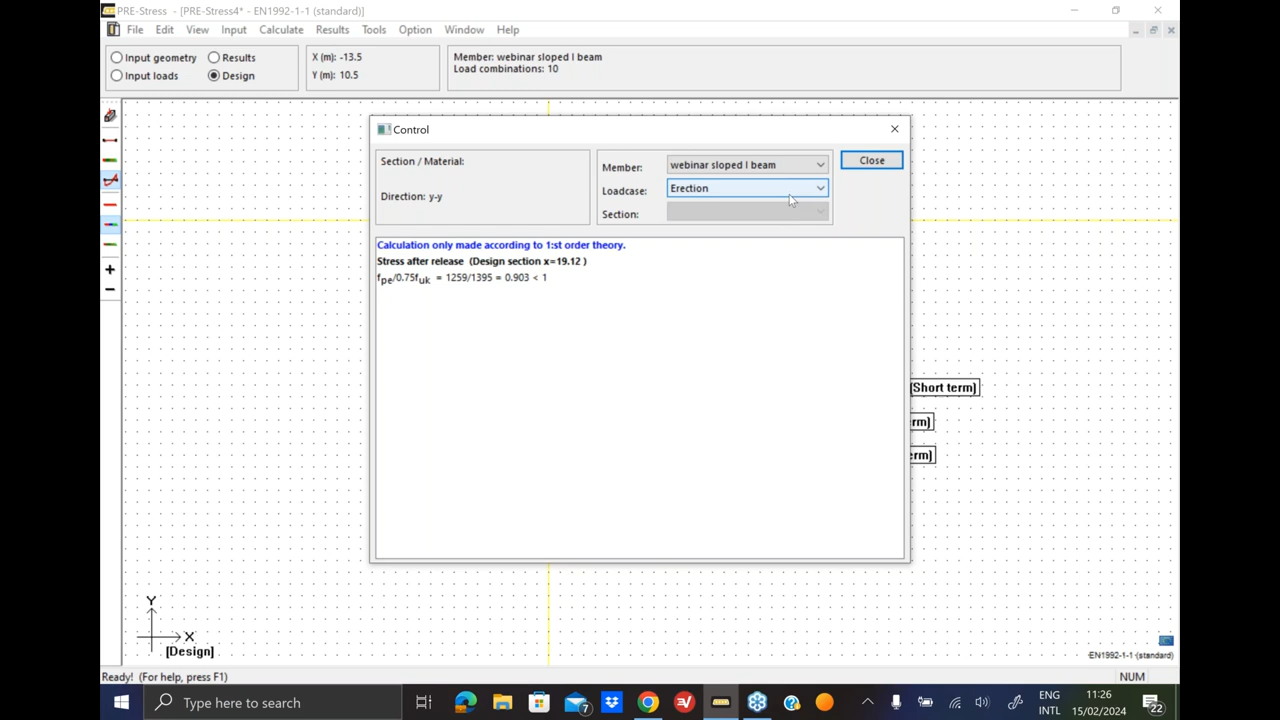 PRE-Stress - [PRE-Stress4* - EN1992-1-1 (standard)]
File Edit View Input Calculate Results Tools Option Window Help
Input geometry Results
Input loads Design
X (m): -13.5
Y (m): 10.5
Member: webinar sloped I beam
Load combinations: 10
Control
Section / Material:
Direction: y-y
Member: webinar sloped I beam
Loadcase: Erection
Section:
Close
Calculation only made according to 1:st order theory.
Stress after release (Design section x=19.12 )
fpe/0.75fuk = 1259/1395 = 0.903 < 1
(Short term)
rm)
erm)
Y
X
[Design]
EN1992-1-1 (standard)
Ready! (For help, press F1)
NUM
Type here to search
7
ENG
INTL
11:26
15/02/2024
22